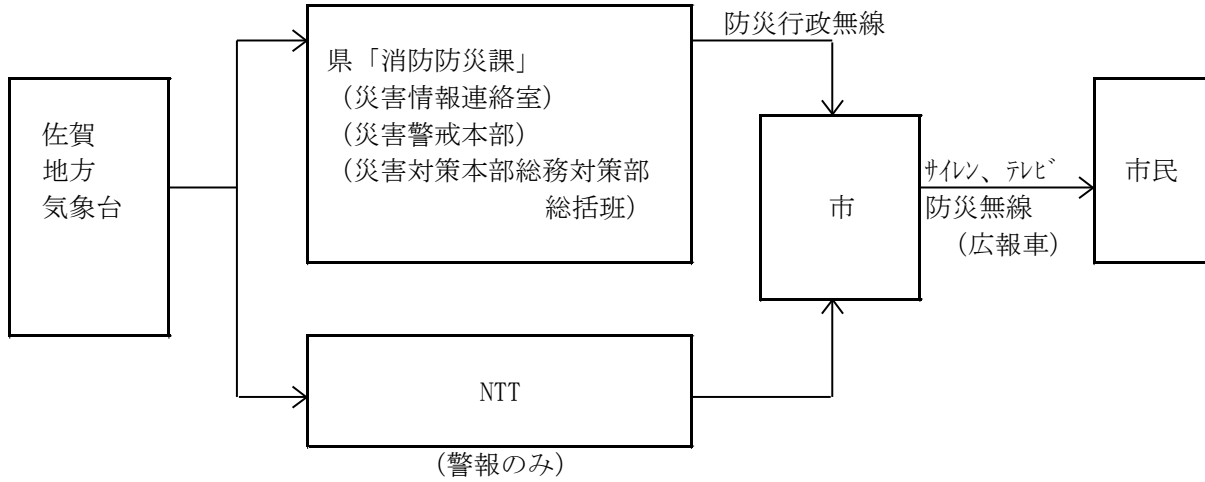 佐賀
地方
気象台
県「消防防災課」
（災害情報連絡室）
（災害警戒本部）
（災害対策本部総務対策部
総括班）
NTT
（警報のみ）
防災行政無線
市
ｻｲﾚﾝ、ﾃﾚﾋﾞ
防災無線
（広報車）
市民